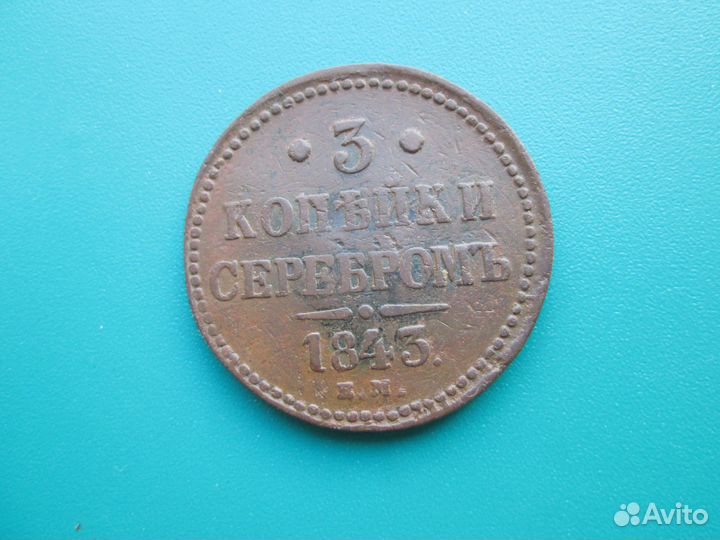 • 3 •
КОПѢЙКИ
СЕРЕБРОМЪ
1843.
Е.М.
Avito